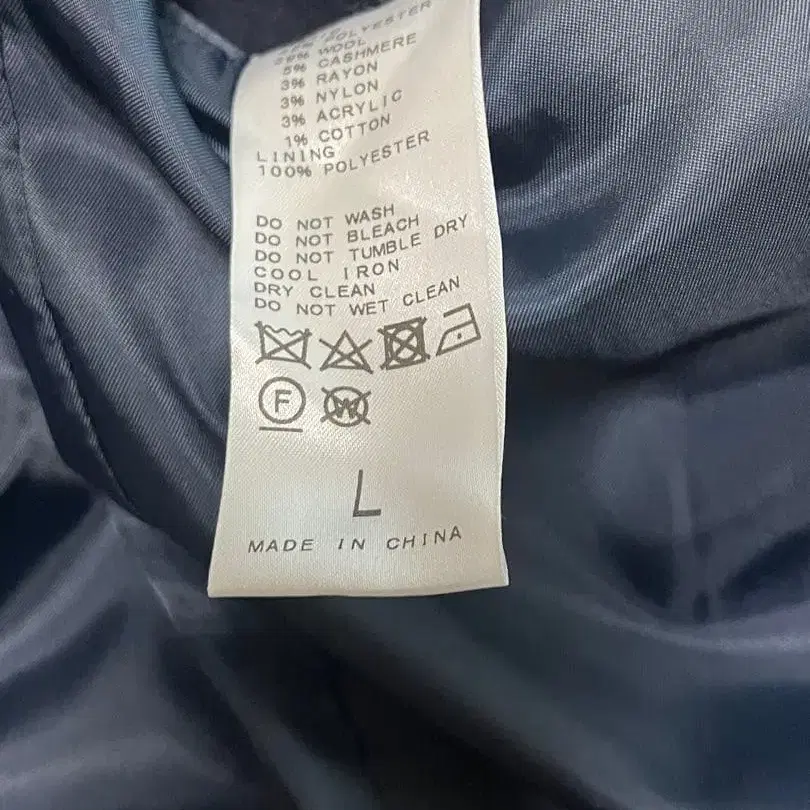 POLYESTER
WOOL
5% CASHMERE
3% RAYON
3% NYLON
3% ACRYLIC
1% COTTON
LINING
100% POLYESTER
DO NOT WASH
DO NOT BLEACH
DO NOT TUMBLE DRY
COOL IRON
DRY CLEAN
DO NOT WET CLEAN
F W
L
MADE IN CHINA